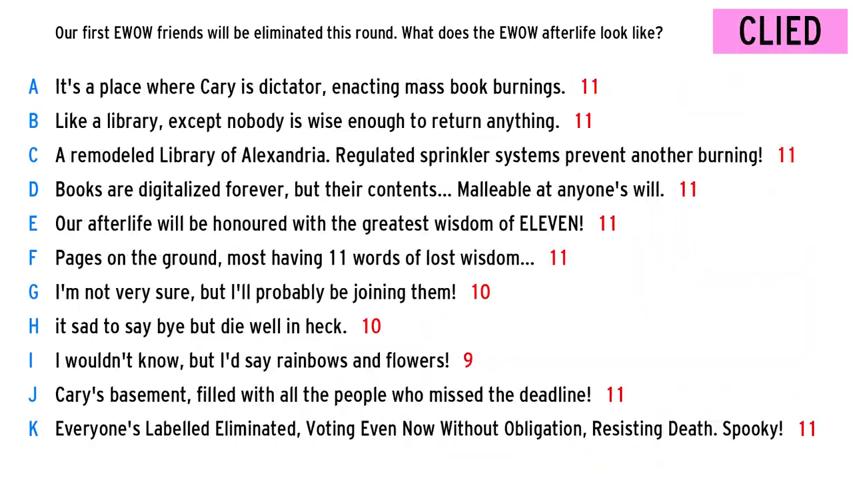 Our first EWOW friends will be eliminated this round. What does the EWOW afterlife look like?
CLIED
A It's a place where Cary is dictator, enacting mass book burnings. 11
B Like a library, except nobody is wise enough to return anything. 11
C A remodeled Library of Alexandria. Regulated sprinkler systems prevent another burning! 11
D Books are digitalized forever, but their contents... Malleable at anyone's will. 11
E Our afterlife will be honoured with the greatest wisdom of ELEVEN! 11
F Pages on the ground, most having 11 words of lost wisdom... 11
G I'm not very sure, but I'll probably be joining them! 10
H it sad to say bye but die well in heck. 10
I I wouldn't know, but I'd say rainbows and flowers! 9
J Cary's basement, filled with all the people who missed the deadline! 11
K Everyone's Labelled Eliminated, Voting Even Now Without Obligation, Resisting Death. Spooky! 11